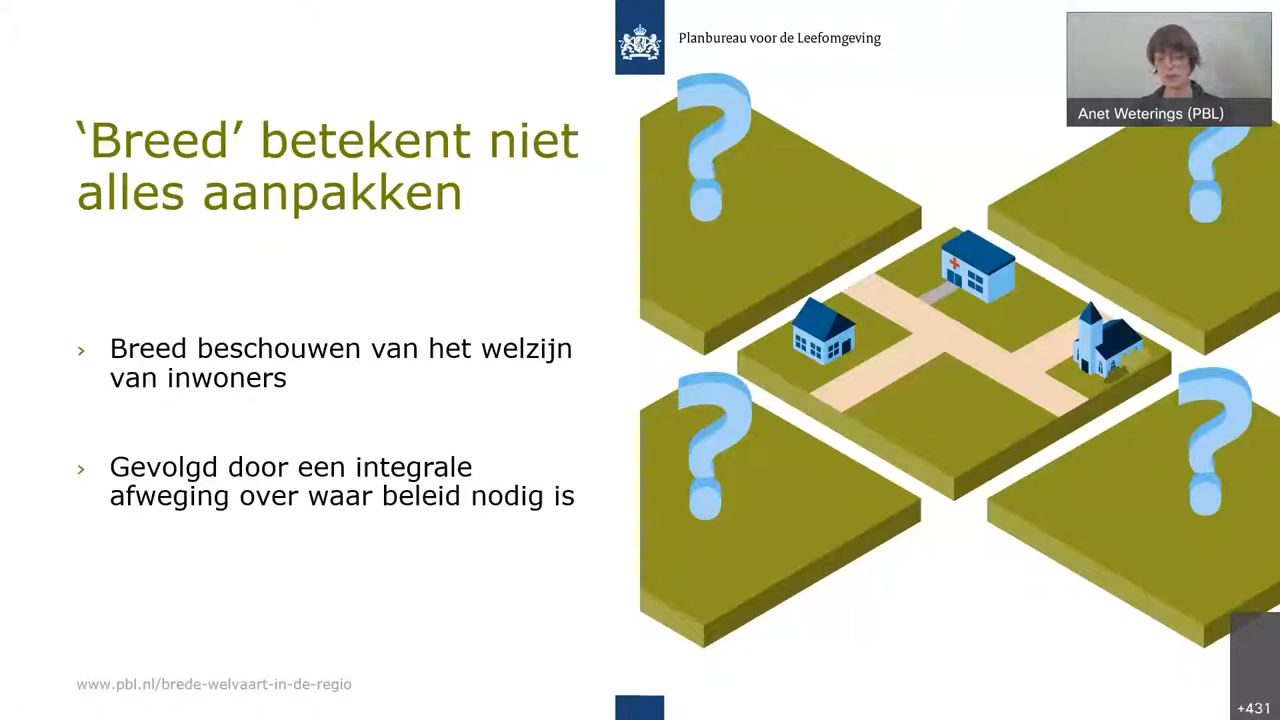 Planbureau voor de Leefomgeving
Anet Weterings (PBL)
‘Breed’ betekent niet
alles aanpakken
› Breed beschouwen van het welzijn
van inwoners
› Gevolgd door een integrale
afweging over waar beleid nodig is
www.pbl.nl/brede-welvaart-in-de-regio
+431